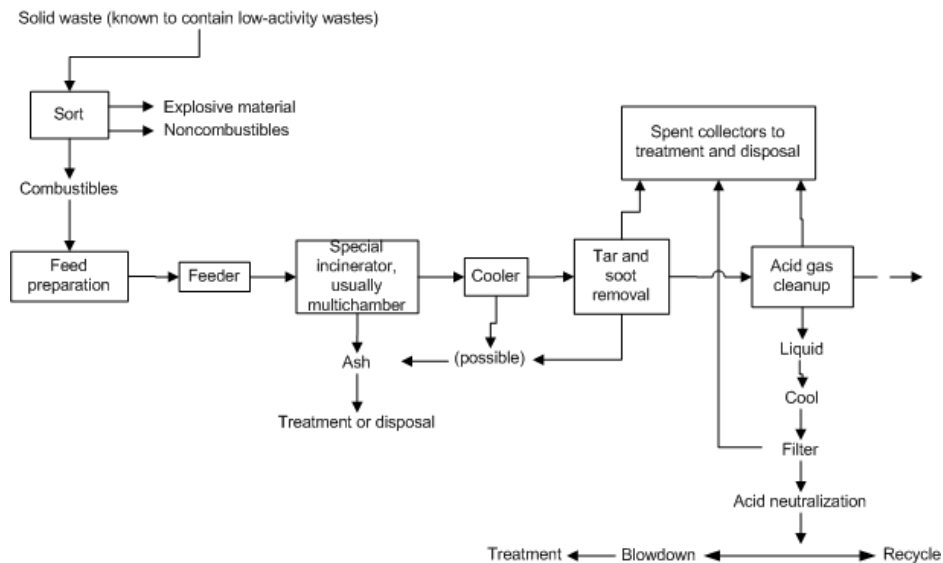 Solid waste (known to contain low-activity wastes)
Sort
Explosive material
Noncombustibles
Spent collectors to
treatment and disposal
Combustibles
Feed
preparation
Feeder
Special
incinerator,
usually
multichamber
Cooler
Tar and
soot
removal
Acid gas
cleanup
Ash
(possible)
Liquid
Treatment or disposal
Cool
Filter
Acid neutralization
Treatment
Blowdown
Recycle